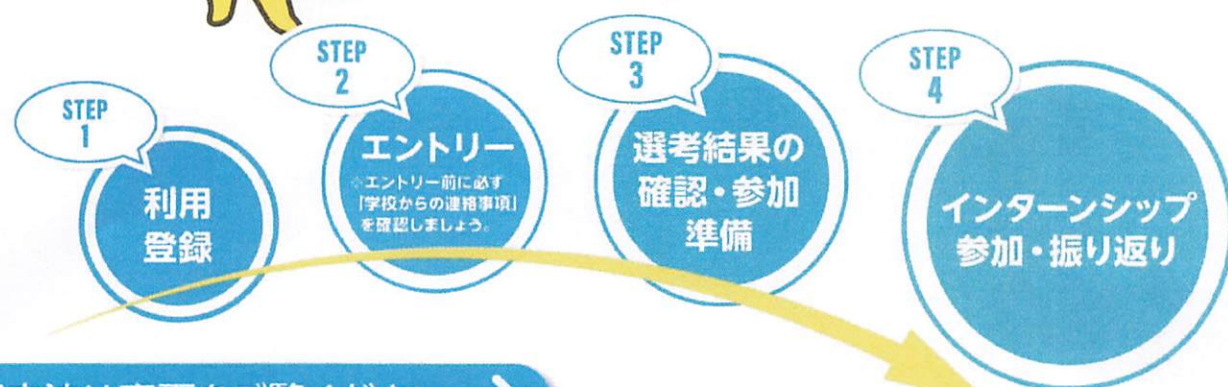 STEP
1
利用
登録
STEP
2
エントリー
※エントリー前に必ず
「学校からの連絡事項」
を確認しましょう。
STEP
3
選考結果の
確認・参加
準備
STEP
4
インターンシップ
参加・振り返り